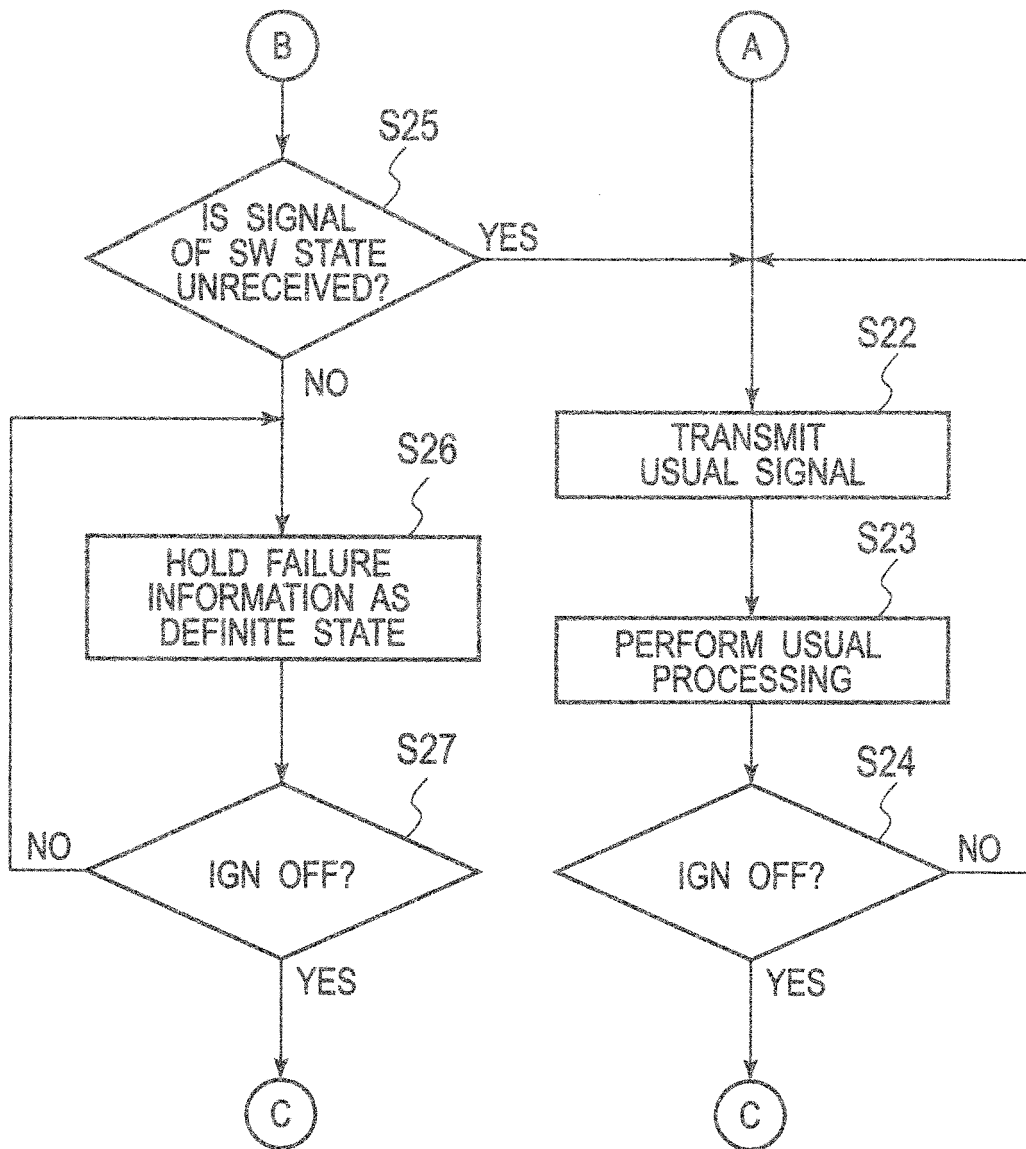 B
A
S25
IS SIGNAL
OF SW STATE
UNRECEIVED?
YES
NO
S22
TRANSMIT
USUAL SIGNAL
S26
HOLD FAILURE
INFORMATION AS
DEFINITE STATE
S23
PERFORM USUAL
PROCESSING
S27
IGN OFF?
NO
YES
S24
IGN OFF?
NO
YES
C
C